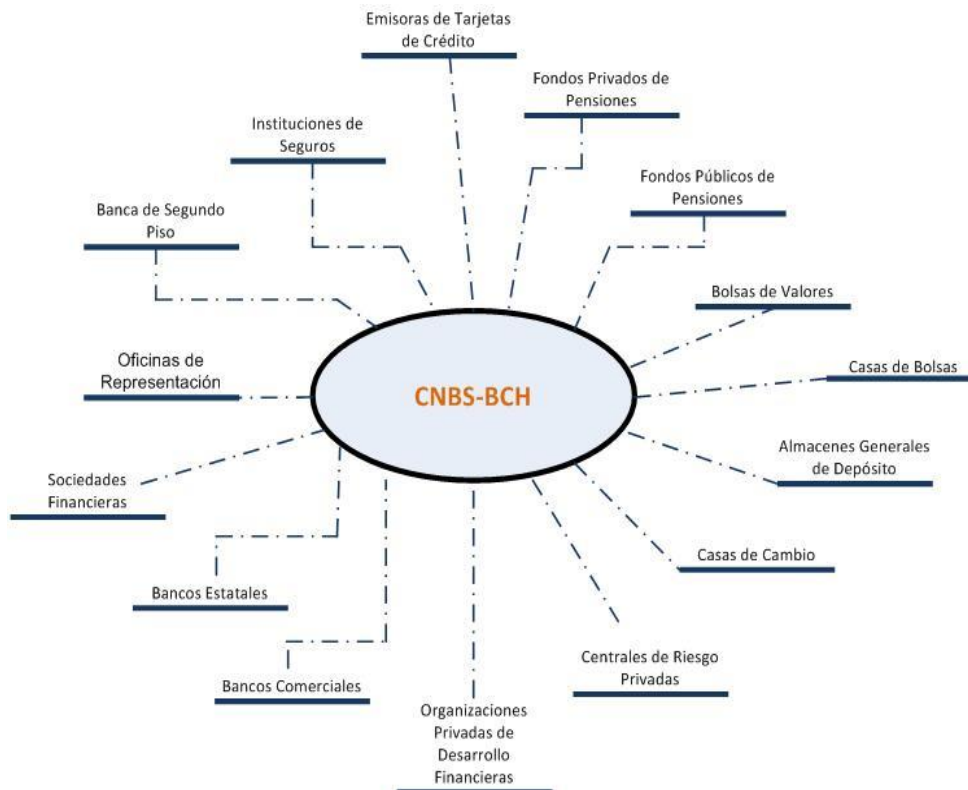 Emisoras de Tarjetas
de Crédito
Fondos Privados de
Pensiones
Instituciones de
Seguros
Fondos Públicos de
Pensiones
Banca de Segundo
Piso
Bolsas de Valores
Oficinas de
Representación
CNBS-BCH
Casas de Bolsas
Almacenes Generales
de Depósito
Sociedades
Financieras
Casas de Cambio
Bancos Estatales
Centrales de Riesgo
Privadas
Bancos Comerciales
Organizaciones
Privadas de
Desarrollo
Financieras